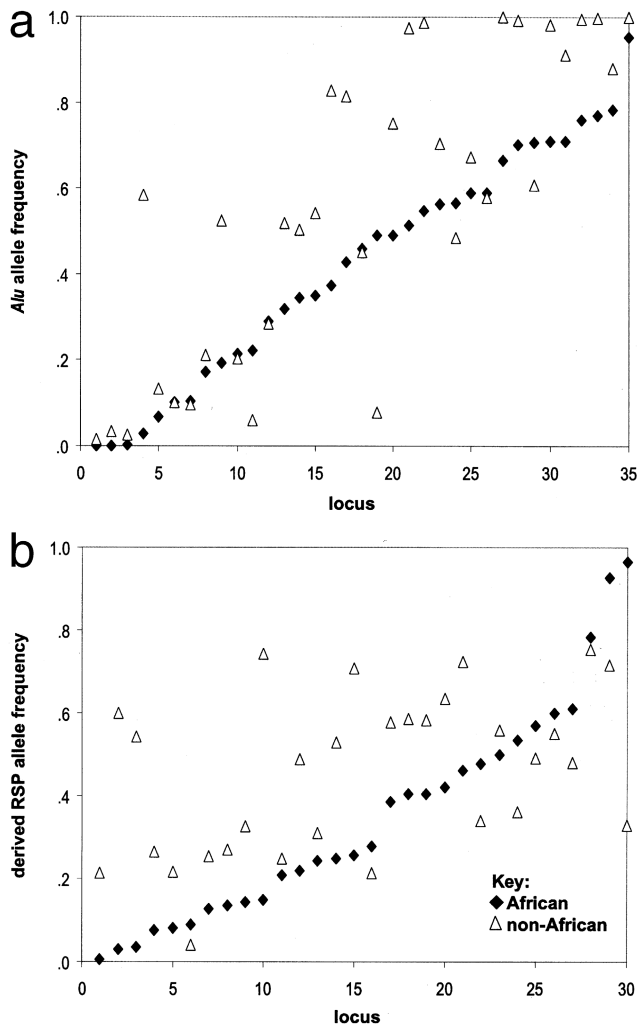 a
1.0
.8
.6
.4
.2
.0
Alu allele frequency
0 5 10 15 20 25 30 35
locus
b
1.0
.8
.6
.4
.2
.0
derived RSP allele frequency
Key:
African
non-African
0 5 10 15 20 25 30
locus